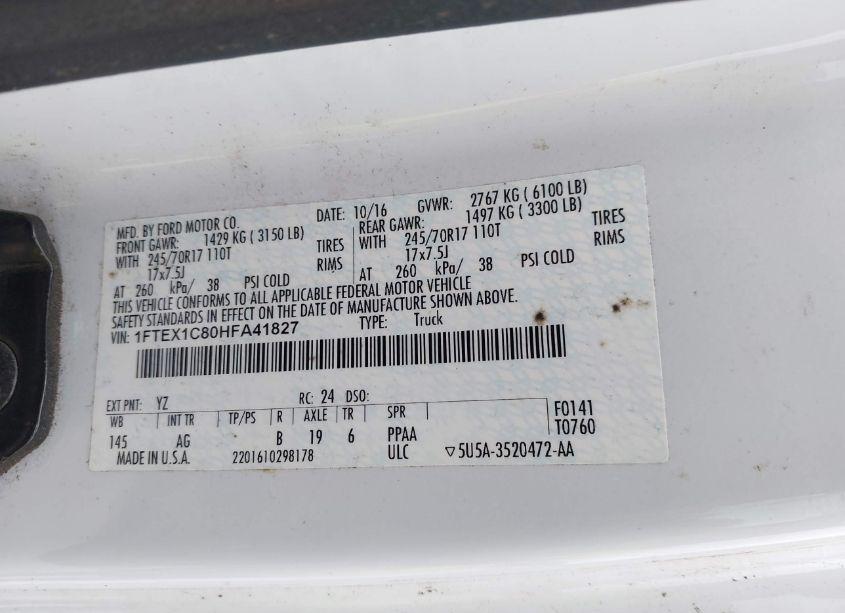 MFD. BY FORD MOTOR CO. DATE: 10/16 GVWR: 2767 KG ( 6100 LB)
FRONT GAWR: 1429 KG ( 3150 LB) REAR GAWR: 1497 KG ( 3300 LB)
WITH 245/70R17 110T TIRES WITH 245/70R17 110T TIRES
17x7.5J RIMS 17x7.5J RIMS
AT 260 kPa/ 38 PSI COLD AT 260 kPa/ 38 PSI COLD
THIS VEHICLE CONFORMS TO ALL APPLICABLE FEDERAL MOTOR VEHICLE
SAFETY STANDARDS IN EFFECT ON THE DATE OF MANUFACTURE SHOWN ABOVE.
VIN: 1FTEX1C80HFA41827 TYPE: Truck
EXT PNT: YZ RC: 24 DSO:
WB INT TR TP/PS R AXLE TR SPR F0141
145 AG B 19 6 PPAA T0760
MADE IN U.S.A. 2201610298178 ULC ▽5U5A-3520472-AA